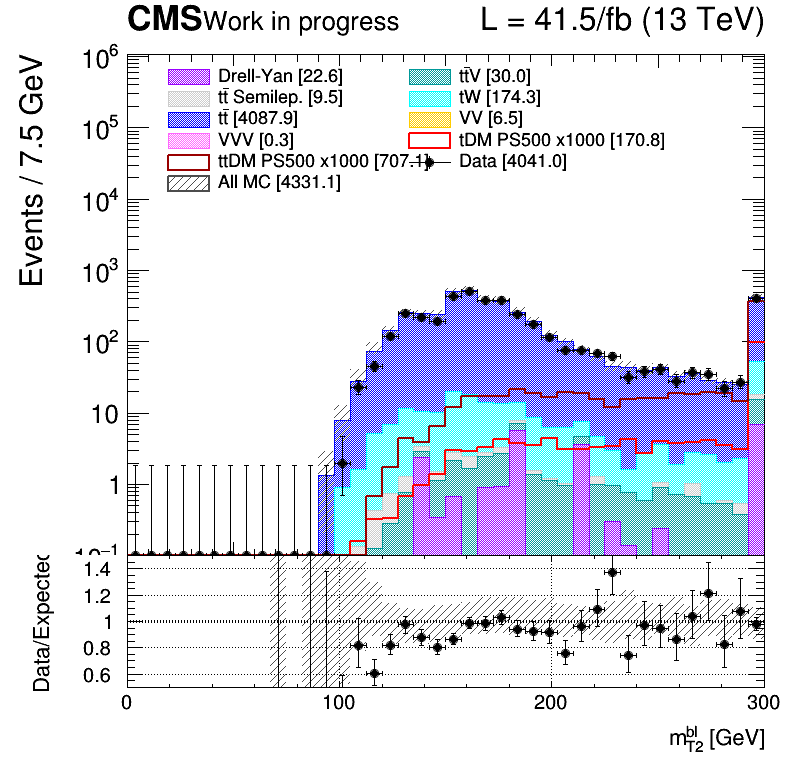 CMS Work in progress L = 41.5/fb (13 TeV)
Events / 7.5 GeV
10⁶
10⁵
10⁴
10³
10²
10
1
10⁻¹
Drell-Yan [22.6] tt̄V [30.0]
tt̄ Semilep. [9.5] tW [174.3]
tt̄ [4087.9] VV [6.5]
VVV [0.3] tDM PS500 x1000 [170.8]
ttDM PS500 x1000 [707.1] Data [4041.0]
All MC [4331.1]
Data/Expected
1.4
1.2
1
0.8
0.6
0 100 200 300
m_{T2}^{bl} [GeV]